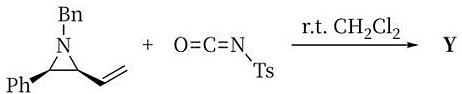 Bn
N + O=C=N r.t. CH₂Cl₂ Y
Ts
Ph